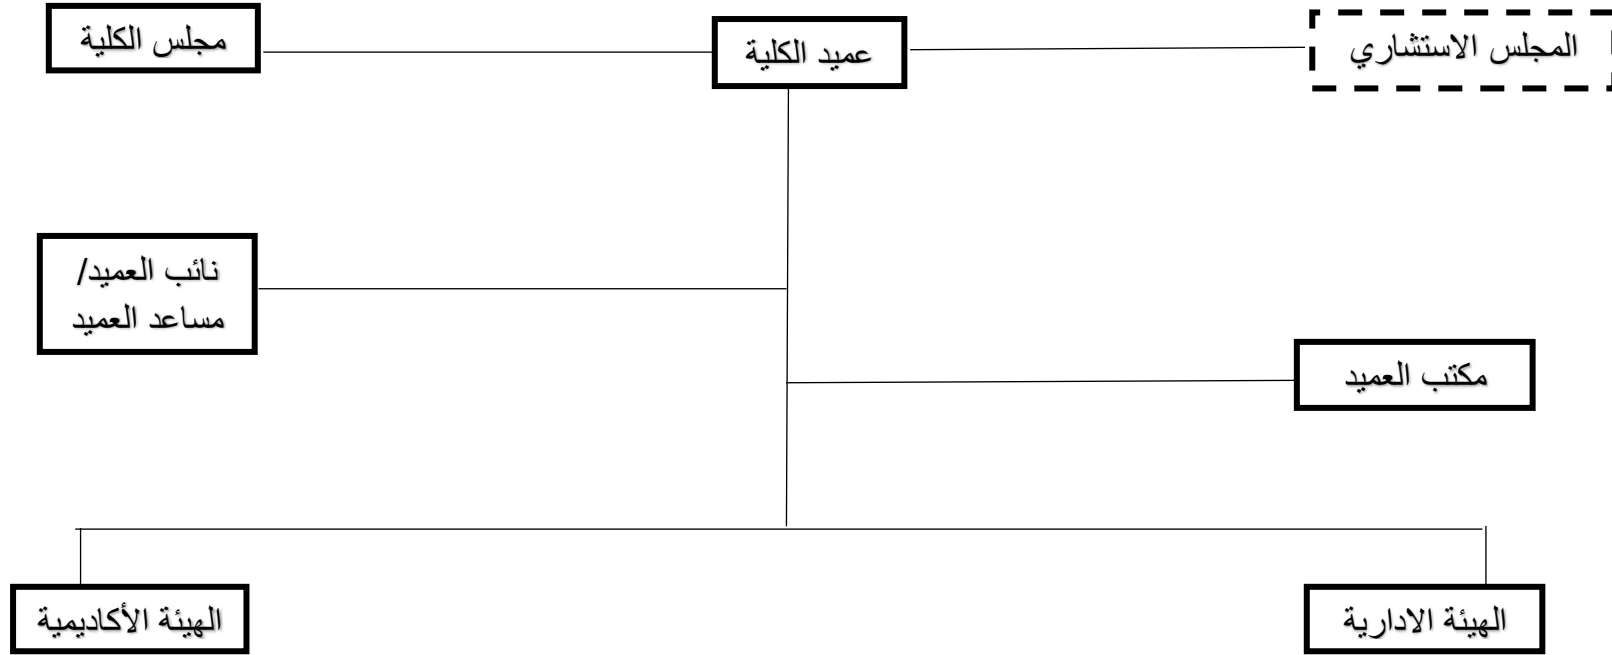 المجلس الاستشاري
عميد الكلية
مجلس الكلية
نائب العميد/
مساعد العميد
مكتب العميد
الهيئة الادارية
الهيئة الأكاديمية